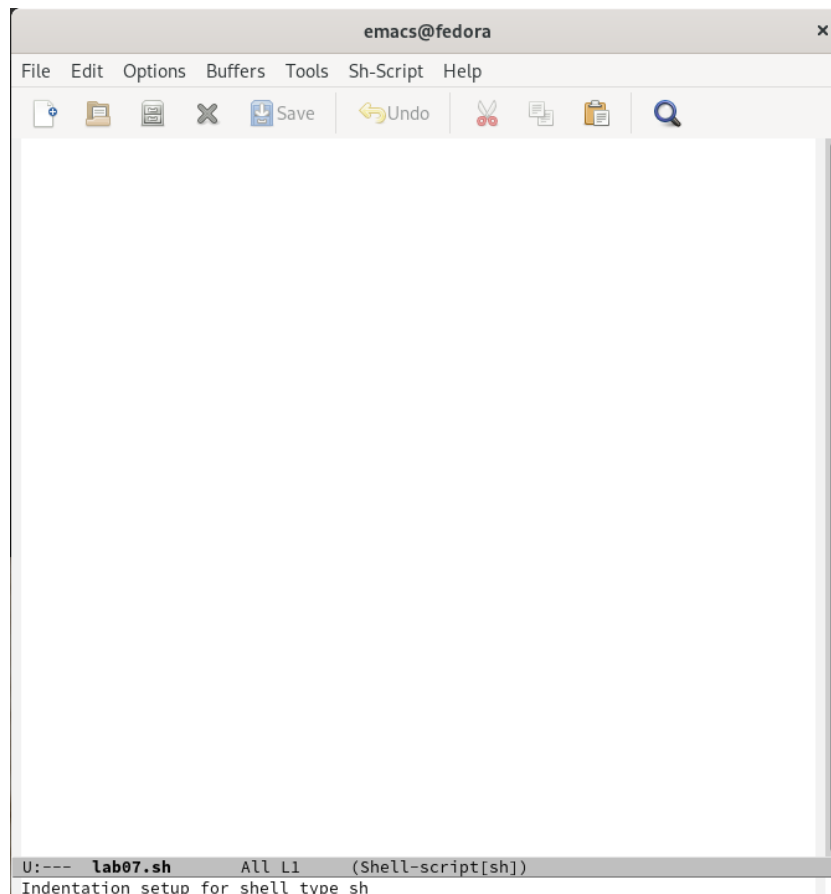 emacs@fedora
File Edit Options Buffers Tools Sh-Script Help
Save Undo
U:--- lab07.sh All L1 (Shell-script[sh])
Indentation setup for shell type sh